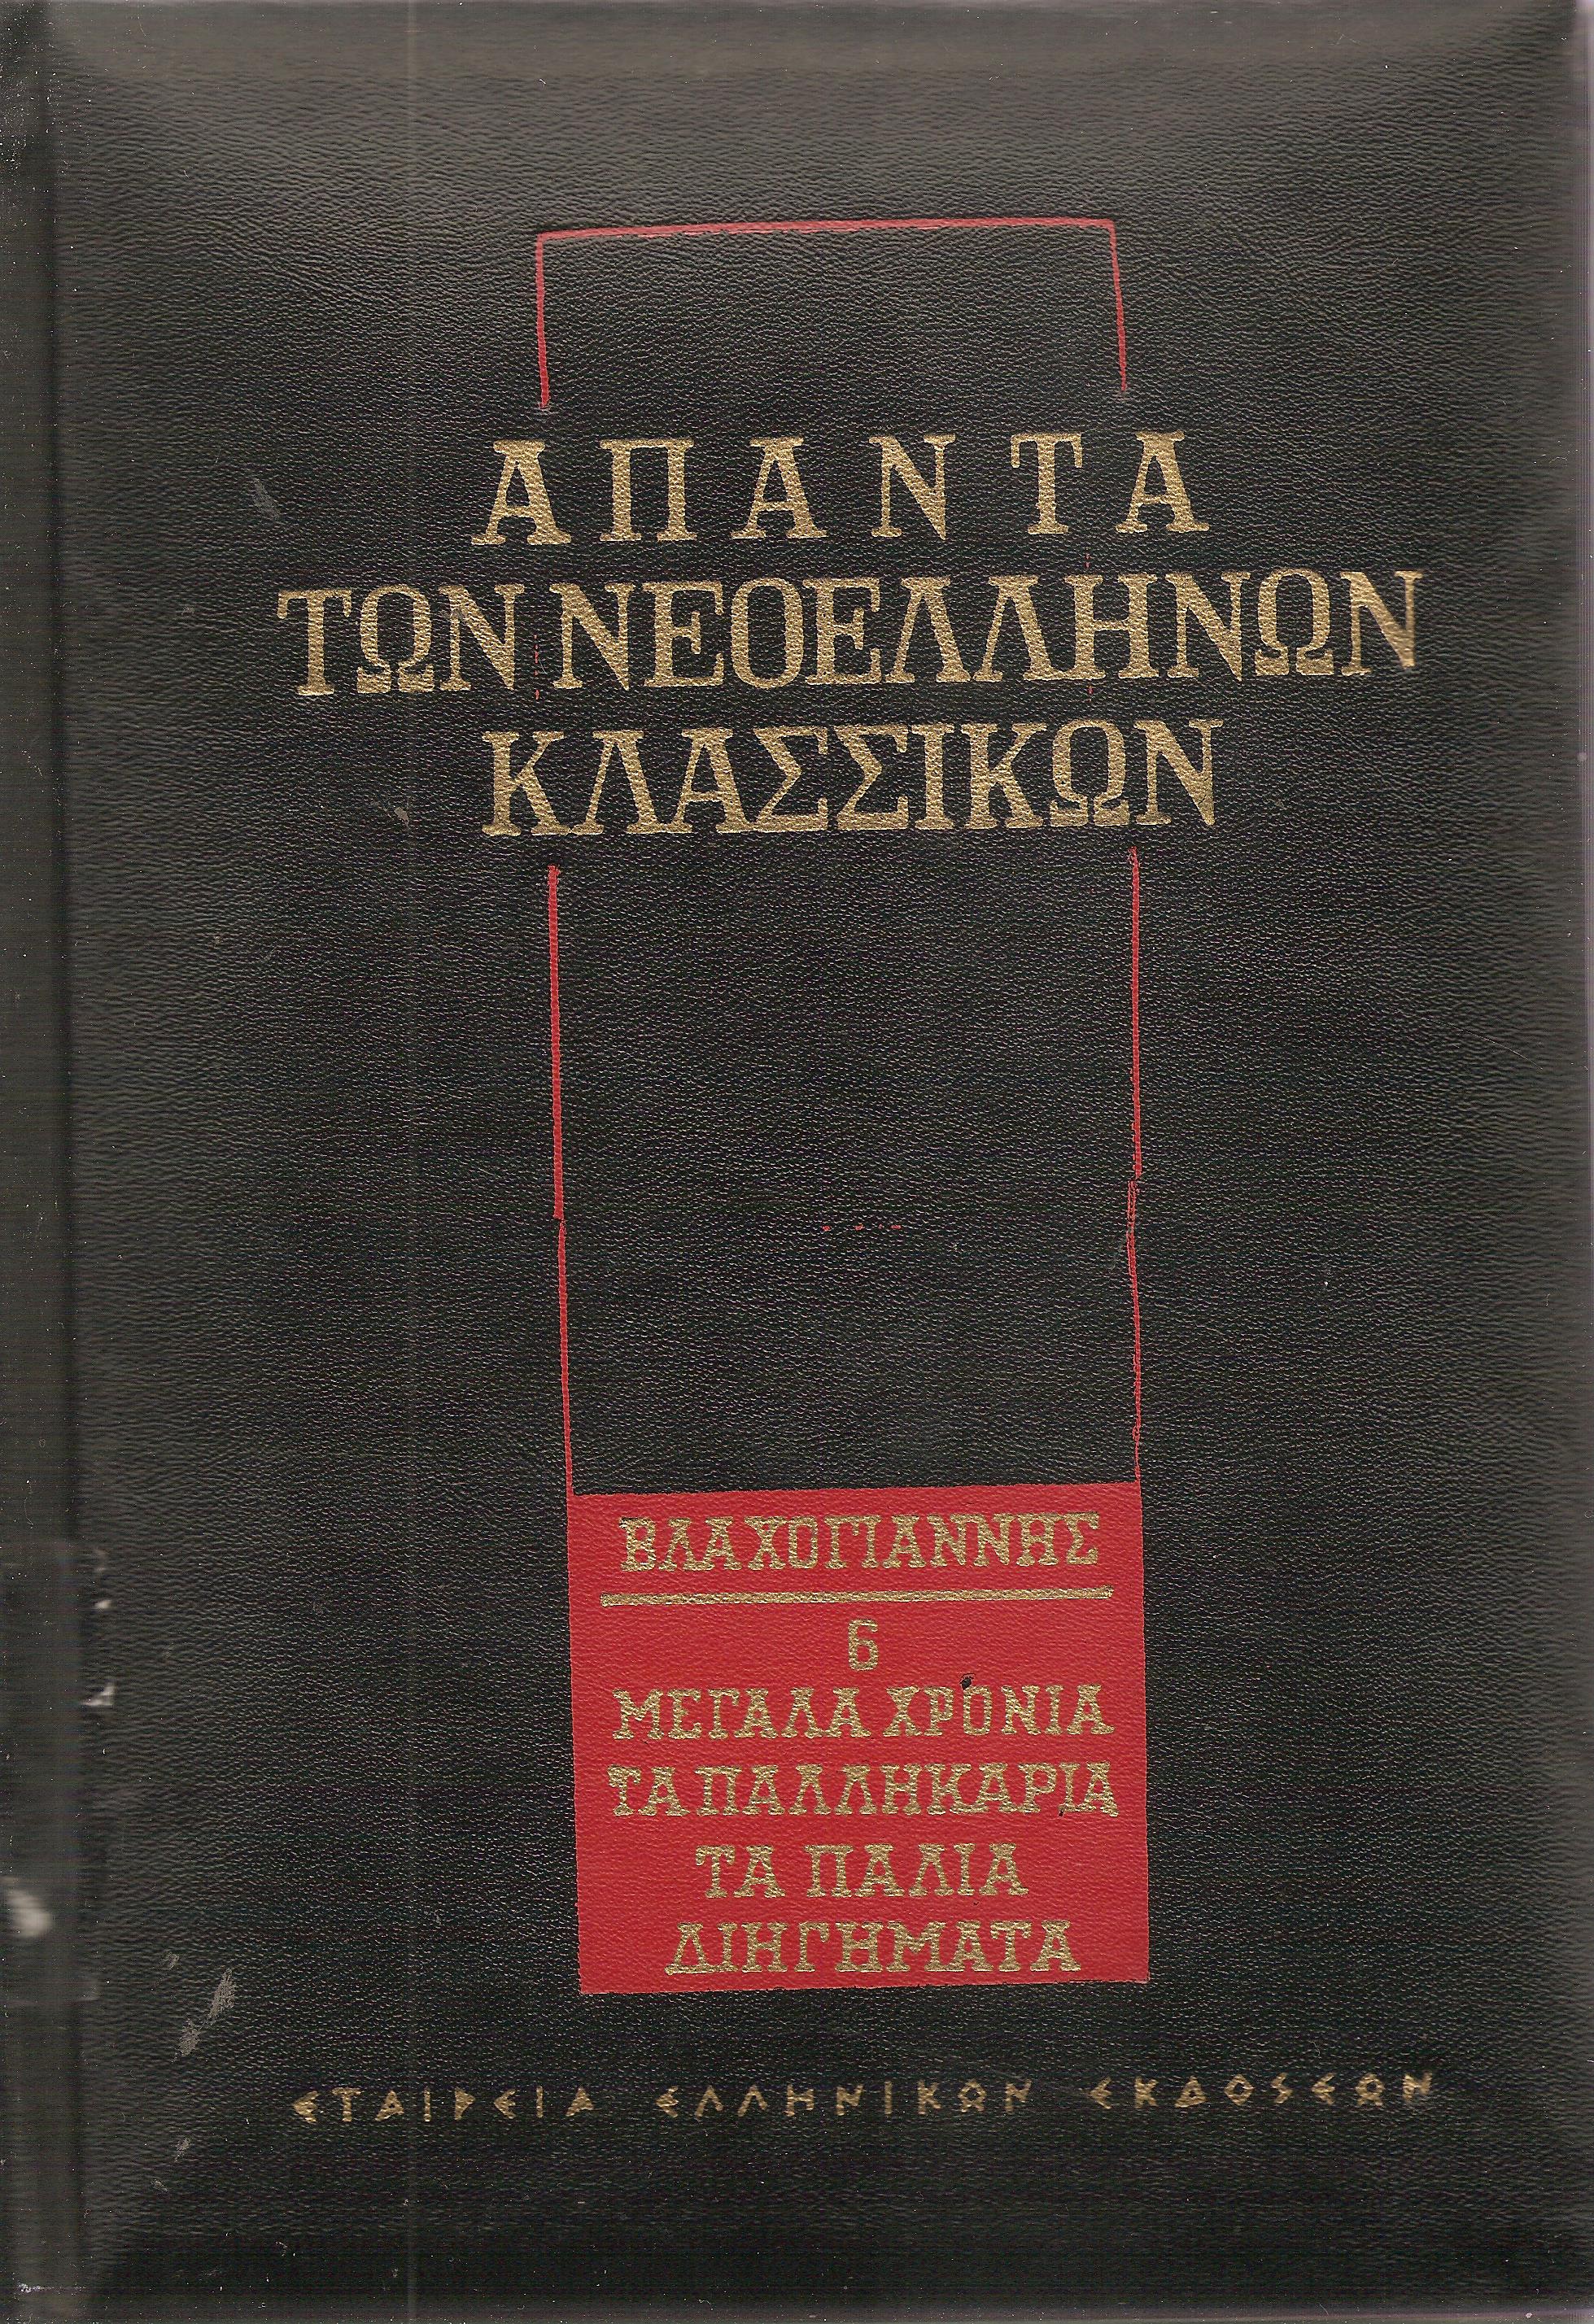 ΑΠΑΝΤΑ
ΤΩΝ ΝΕΟΕΛΛΗΝΩΝ
ΚΛΑΣΣΙΚΩΝ
ΒΛΑΧΟΓΙΑΝΝΗΣ
6
ΜΕΓΑΛΑ ΧΡΟΝΙΑ
ΤΑ ΠΑΛΛΗΚΑΡΙΑ
ΤΑ ΠΑΛΙΑ
ΔΙΗΓΗΜΑΤΑ
ΕΤΑΙΡΕΙΑ ΕΛΛΗΝΙΚΩΝ ΕΚΔΟΣΕΩΝ